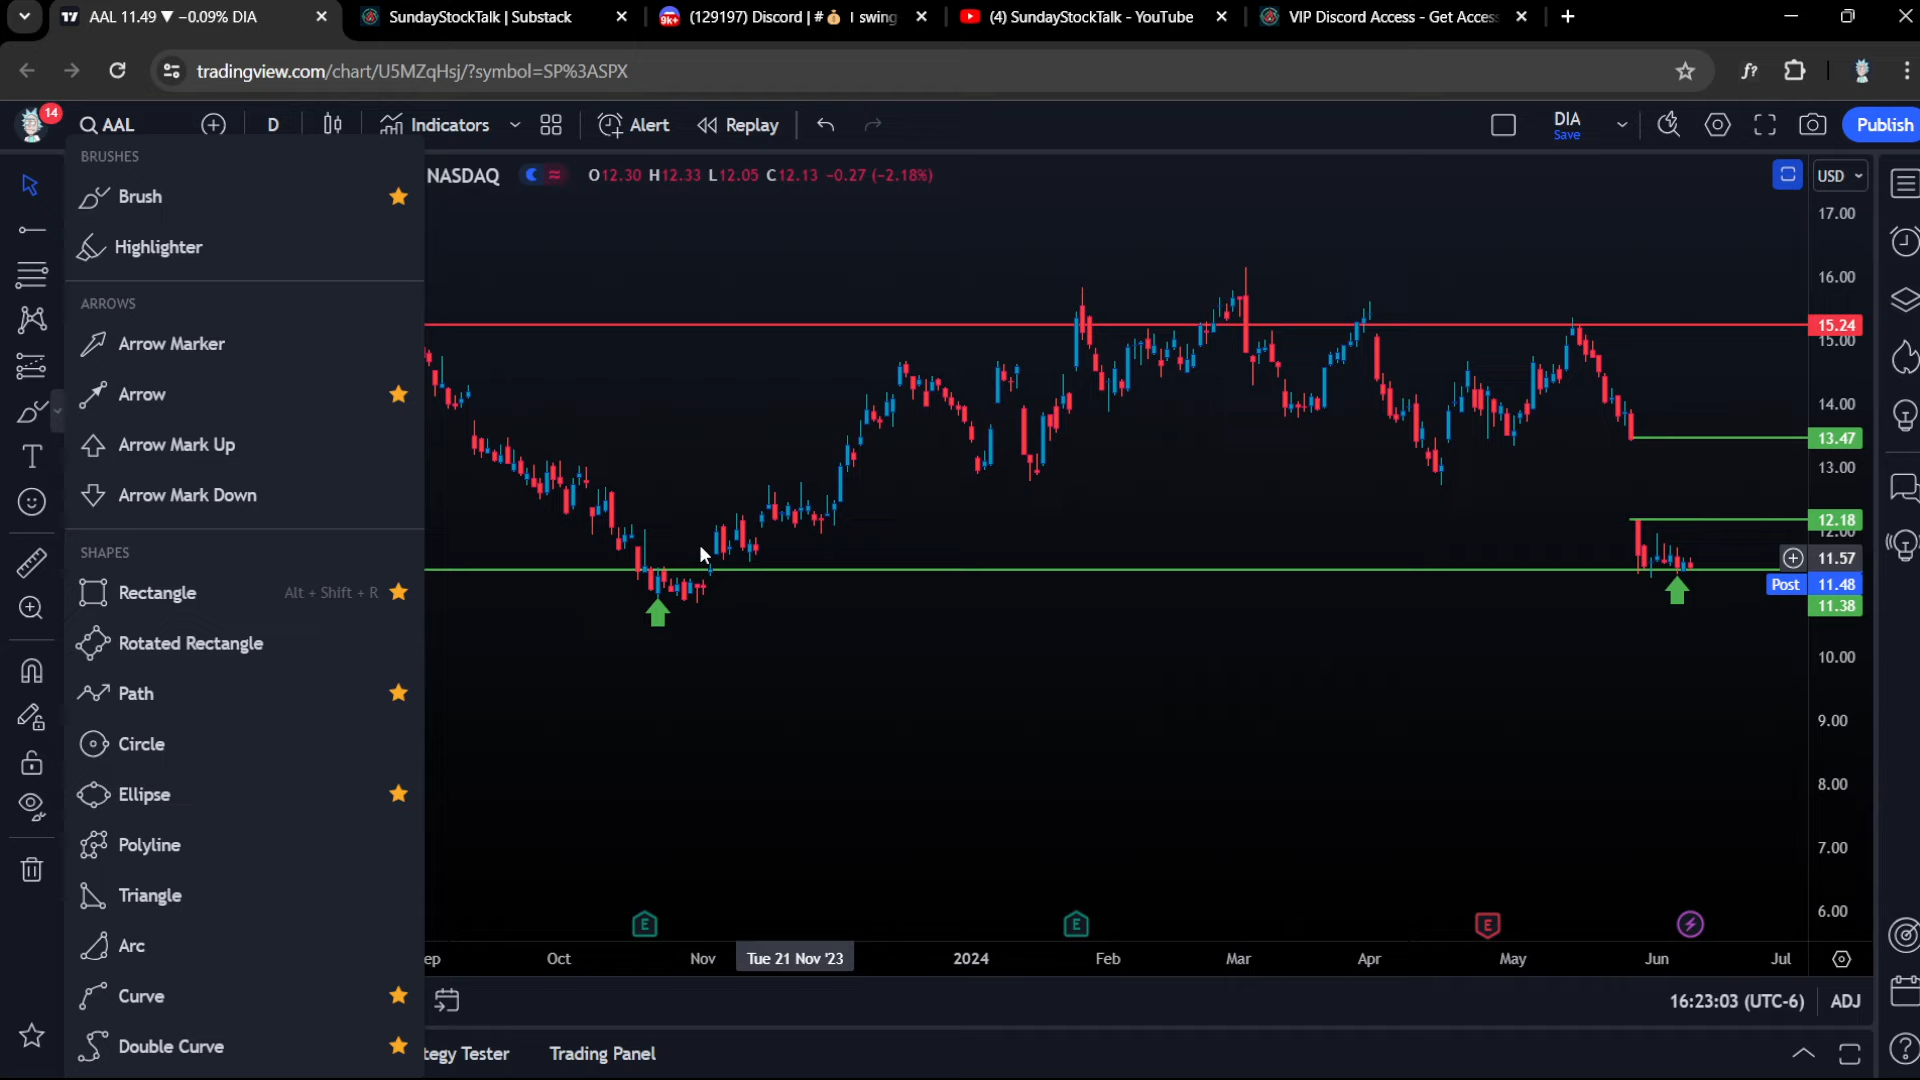 AAL 11.49 ▼ −0.09% DIA
SundayStockTalk | Substack
9k+
(129197) Discord | #💰 I swing
(4) SundayStockTalk - YouTube
VIP Discord Access - Get Access
tradingview.com/chart/U5MZqHsj/?symbol=SP%3ASPX
f?
14
AAL
D
Indicators
Alert
Replay
DIA
Save
Publish
BRUSHES
NASDAQ
O12.30 H12.33 L12.05 C12.13 −0.27 (−2.18%)
USD
Brush
Highlighter
ARROWS
Arrow Marker
Arrow
Arrow Mark Up
Arrow Mark Down
SHAPES
Rectangle
Alt + Shift + R
Rotated Rectangle
Path
Circle
Ellipse
Polyline
Triangle
Arc
Curve
Double Curve
17.00
16.00
15.24
15.00
14.00
13.47
13.00
12.18
12.00
11.57
Post 11.48
11.38
10.00
9.00
8.00
7.00
6.00
E
E
E
ep
Oct
Nov
Tue 21 Nov '23
2024
Feb
Mar
Apr
May
Jun
Jul
16:23:03 (UTC-6)
ADJ
tegy Tester
Trading Panel